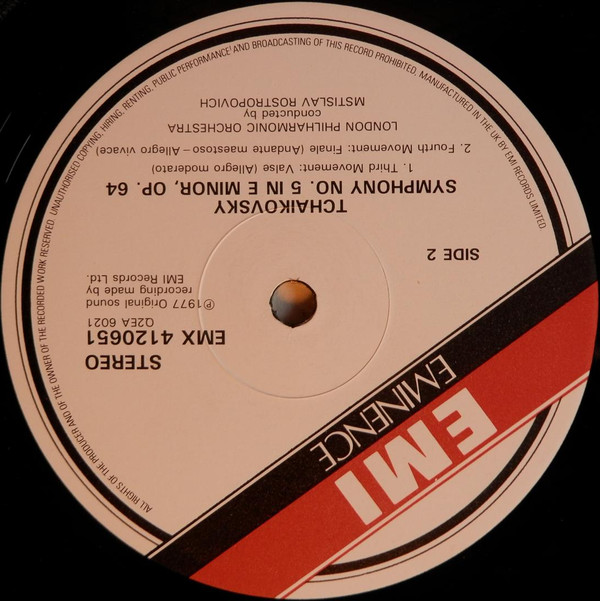 EMI
EMINENCE
STEREO
EMX 4120651
Q2EA 6021
℗ 1977 Original sound
recording made by
EMI Records Ltd.
SIDE 2
TCHAIKOVSKY
SYMPHONY NO. 5 IN E MINOR, OP. 64
1. Third Movement: Valse (Allegro moderato)
2. Fourth Movement: Finale (Andante maestoso – Allegro vivace)
LONDON PHILHARMONIC ORCHESTRA
conducted by
MSTISLAV ROSTROPOVICH
ALL RIGHTS OF THE PRODUCER AND OF THE OWNER OF THE RECORDED WORK RESERVED. UNAUTHORISED COPYING, HIRING, RENTING, PUBLIC PERFORMANCE AND BROADCASTING OF THIS RECORD PROHIBITED. MANUFACTURED IN THE UK BY EMI RECORDS LIMITED.